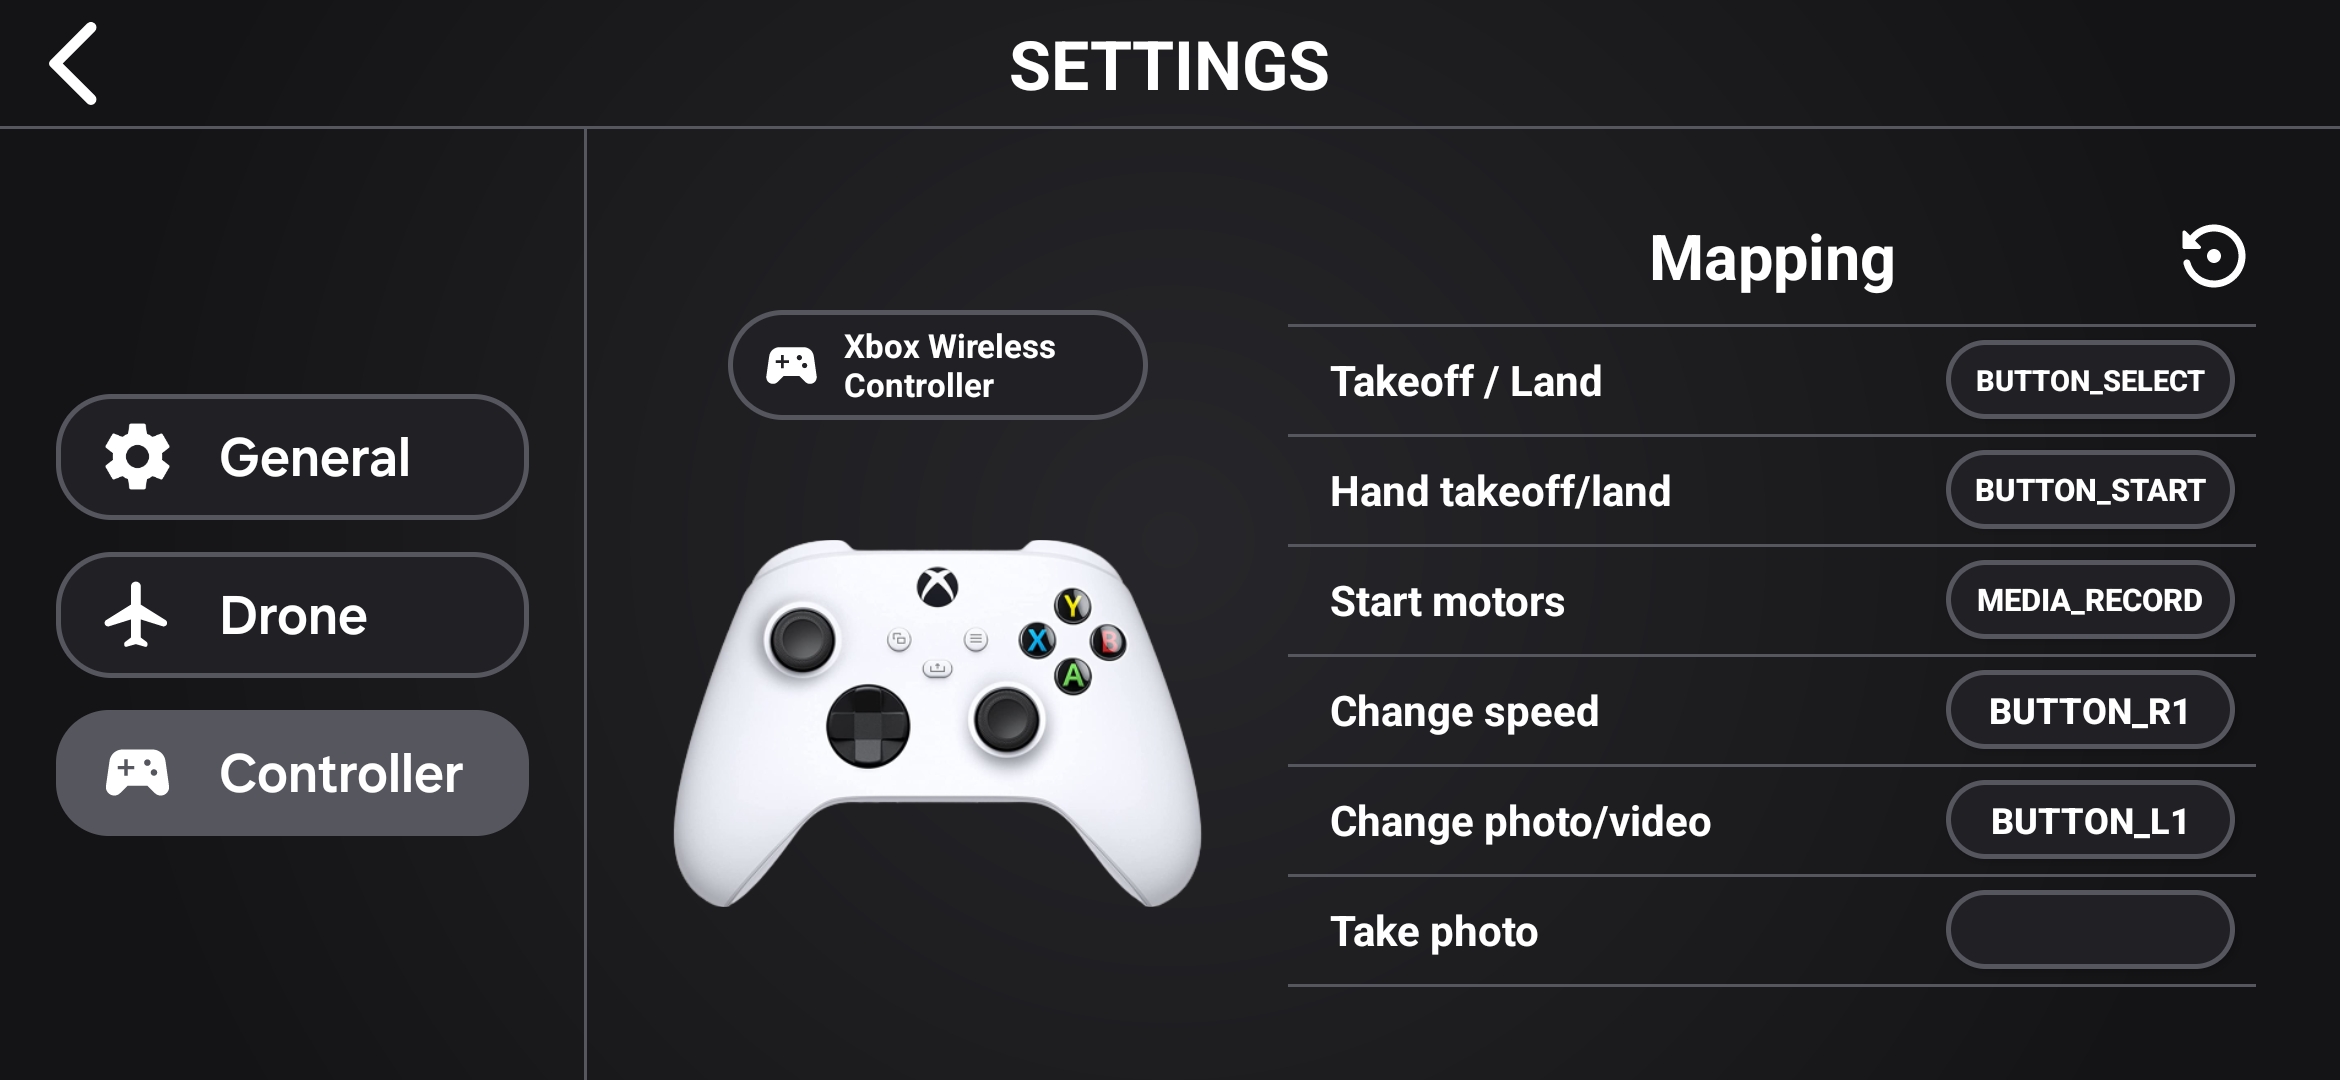 SETTINGS
General
Drone
Controller
Xbox Wireless
Controller
Y
X
B
A
Mapping
Takeoff / Land
BUTTON_SELECT
Hand takeoff/land
BUTTON_START
Start motors
MEDIA_RECORD
Change speed
BUTTON_R1
Change photo/video
BUTTON_L1
Take photo